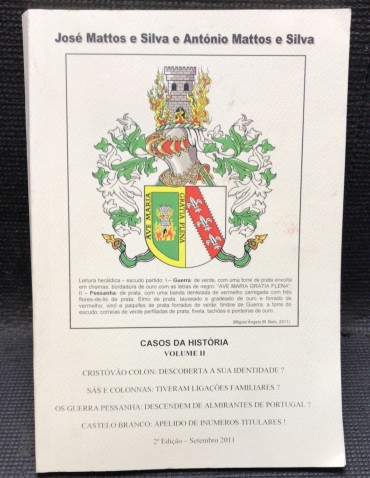 José Mattos e Silva e António Mattos e Silva
AVE MARIA
GRATIA PLENA
Leitura heráldica – escudo partido: I – Guerra: de verde, com uma torre de prata envolta
em chamas, bordadura de ouro com as letras de negro "AVE MARIA GRATIA PLENA";
II – Pessanha: de prata, com uma banda dentetada de vermelho carregada com três
flores-de-lis de prata. Elmo de prata, tauxeado e gradeado de ouro e forrado de
vermelho; virol e paquifes de prata forrados de verde; timbre de Guerra: a torre do
escudo; correias de verde perfiladas de prata, fivela, tachões e ponteiras de ouro.
CASOS DA HISTÓRIA
VOLUME II
CRISTÓVÃO COLON: DESCOBERTA A SUA IDENTIDADE ?
SÁS E COLONNAS: TIVERAM LIGAÇÕES FAMILIARES ?
OS GUERRA PESSANHA: DESCENDEM DE ALMIRANTES DE PORTUGAL ?
CASTELO BRANCO: APELIDO DE INÚMEROS TITULARES !
2ª Edição – Setembro 2011